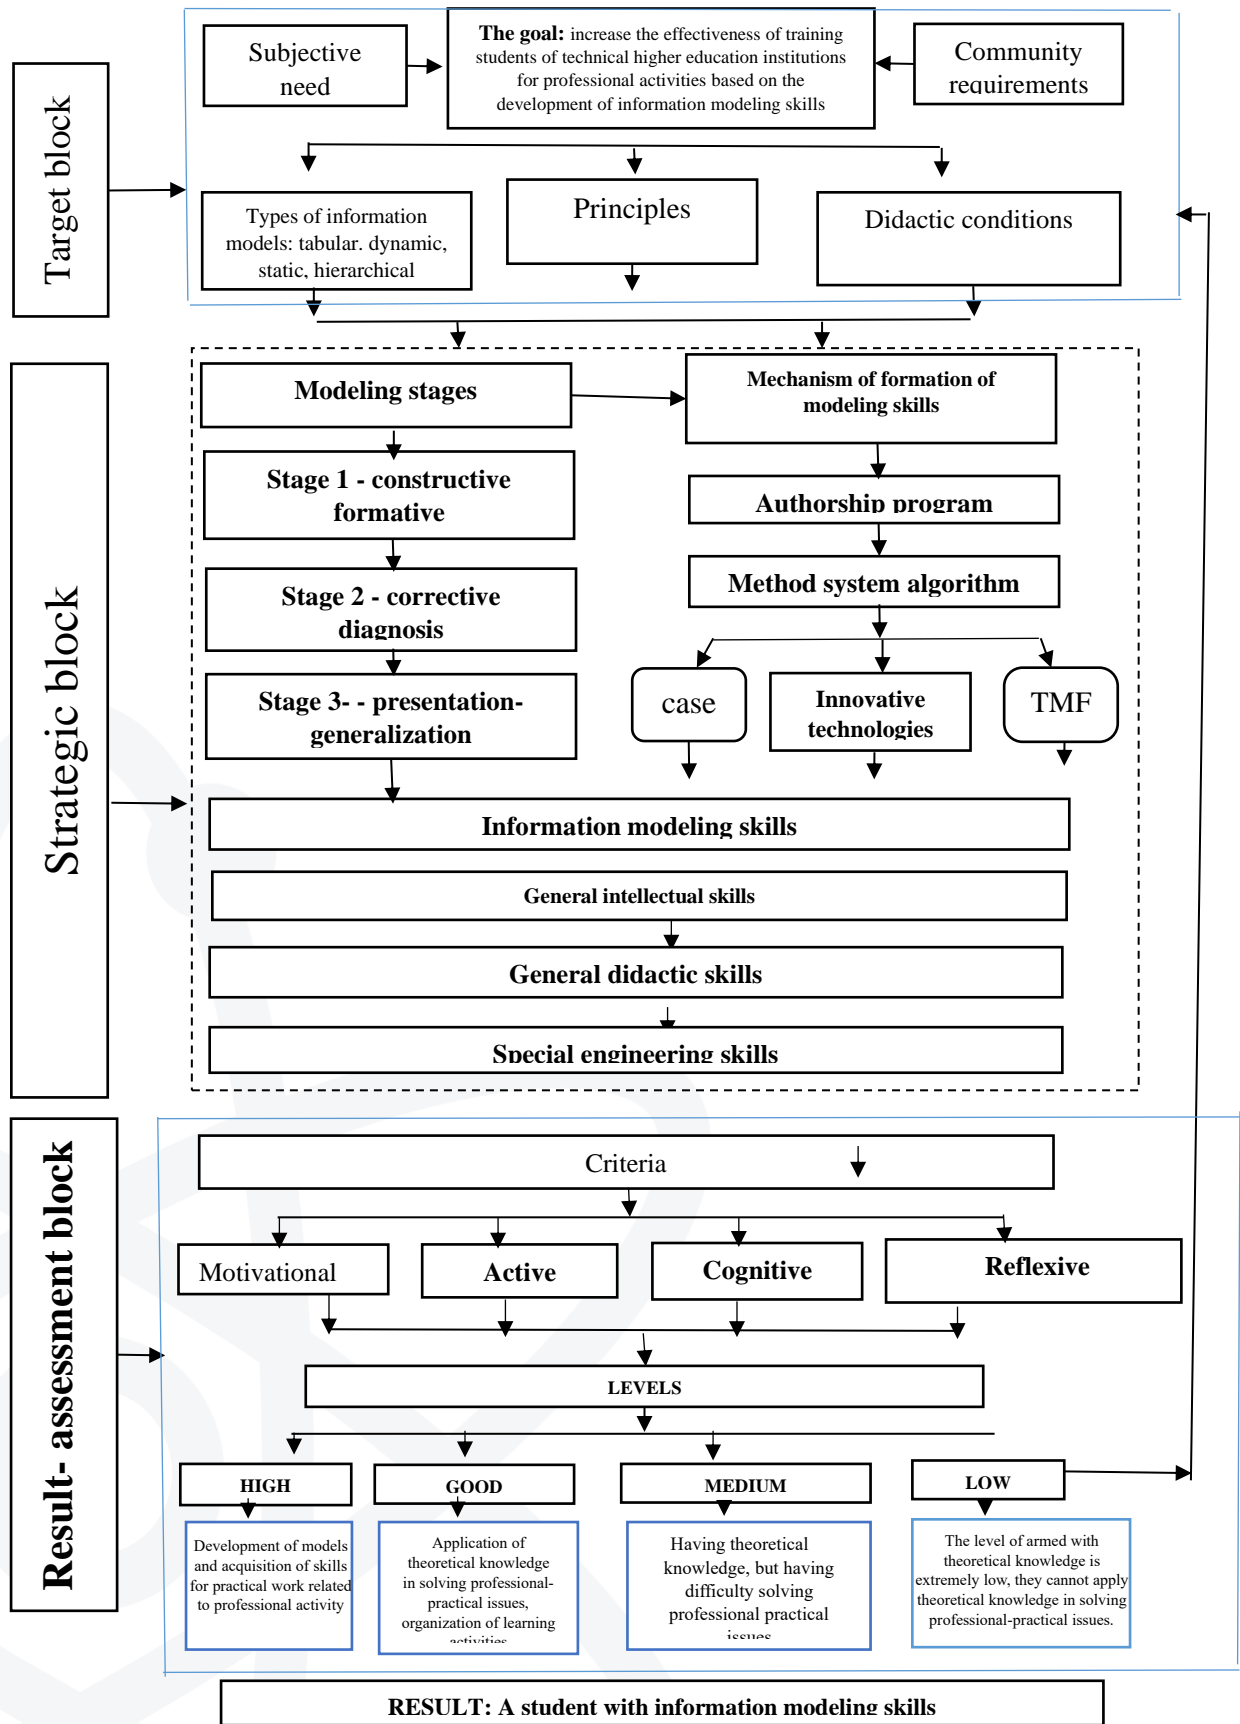 Target block
Subjective
need
The goal: increase the effectiveness of training
students of technical higher education institutions
for professional activities based on the
development of information modeling skills
Community
requirements
Types of information
models: tabular. dynamic,
static, hierarchical
Principles
Didactic conditions
Strategic block
Modeling stages
Mechanism of formation of
modeling skills
Stage 1 - constructive
formative
Authorship program
Stage 2 - corrective
diagnosis
Method system algorithm
Stage 3- - presentation-
generalization
case
Innovative
technologies
TMF
Information modeling skills
General intellectual skills
General didactic skills
Special engineering skills
Result- assessment block
Criteria
Motivational
Active
Cognitive
Reflexive
LEVELS
HIGH
GOOD
MEDIUM
LOW
Development of models
and acquisition of skills
for practical work related
to professional activity
Application of
theoretical knowledge
in solving professional-
practical issues,
organization of learning
activities
Having theoretical
knowledge, but having
difficulty solving
professional practical
issues
The level of armed with
theoretical knowledge is
extremely low, they cannot apply
theoretical knowledge in solving
professional-practical issues.
RESULT: A student with information modeling skills